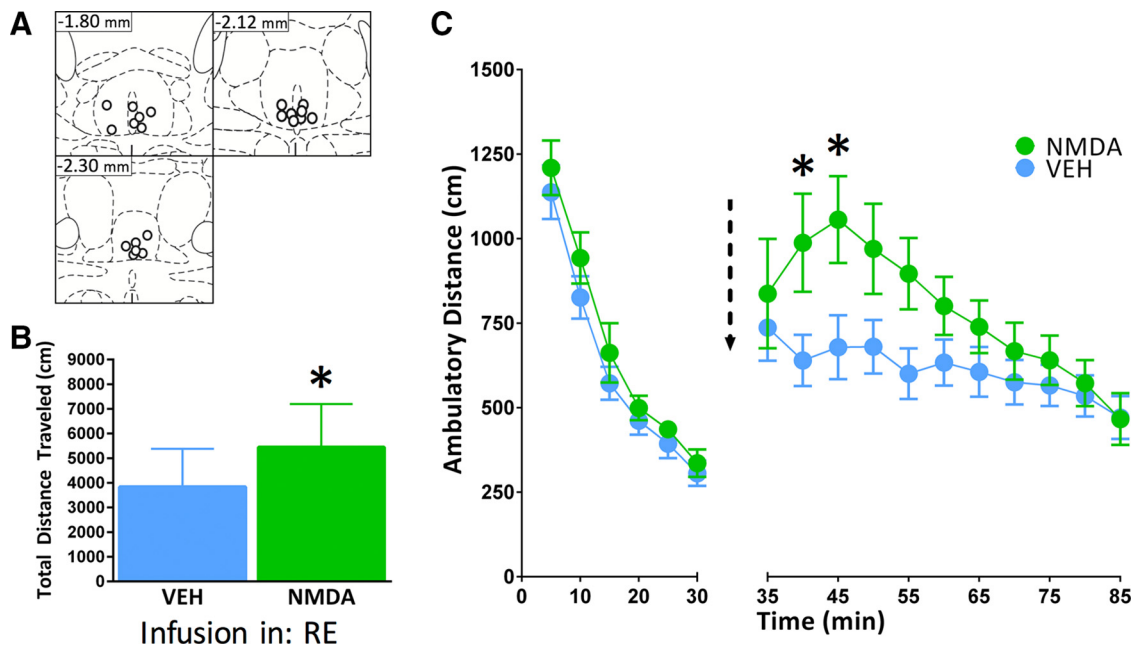 A
-1.80 mm
-2.12 mm
-2.30 mm
B
Total Distance Traveled (cm)
9000
8000
7000
6000
5000
4000
3000
2000
1000
0
*
VEH
NMDA
Infusion in: RE
C
Ambulatory Distance (cm)
1500
1250
1000
750
500
250
0
* *
NMDA
VEH
0 10 20 30 35 45 55 65 75 85
Time (min)